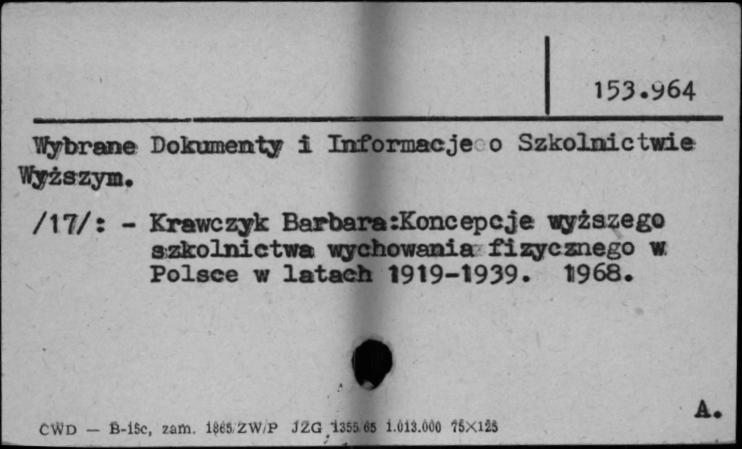 153.964
Wybrane Dokumenty i Informacje o Szkolnictwie
Wyższym.
/17/: - Krawczyk Barbara:Koncepcje wyższego
szkolnictwa wychowania fizycznego w
Polsce w latach 1919-1939. 1968.
A.
CWD — B-15c, zam. 1865/ZW/P JZG 1355/65 1.013.000 75×125